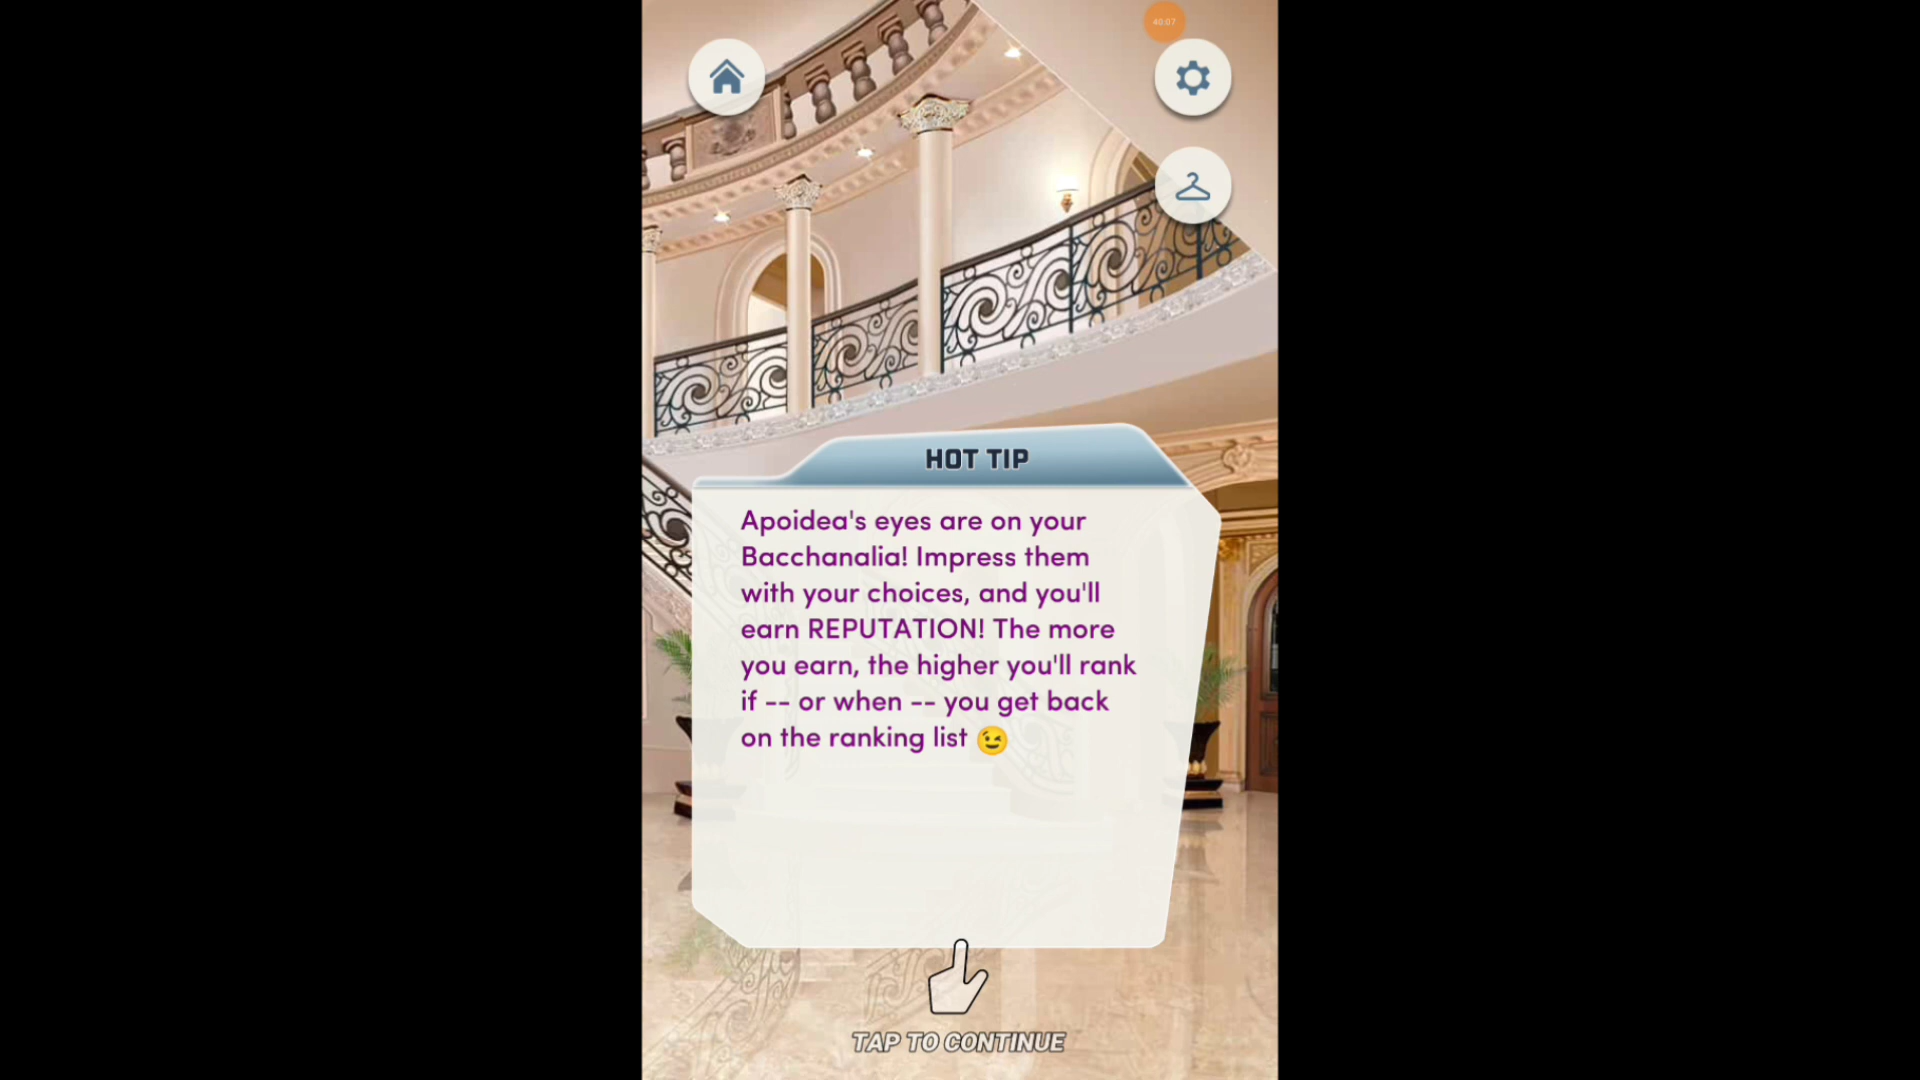 40:07
HOT TIP
Apoidea's eyes are on your
Bacchanalia! Impress them
with your choices, and you'll
earn REPUTATION! The more
you earn, the higher you'll rank
if -- or when -- you get back
on the ranking list 😉
TAP TO CONTINUE